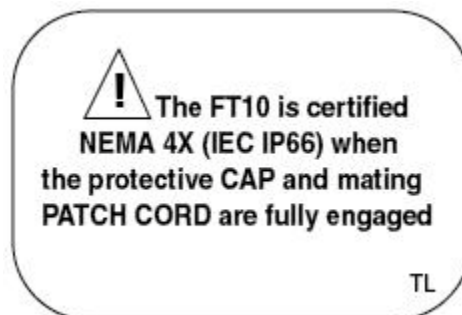 ! The FT10 is certified
NEMA 4X (IEC IP66) when
the protective CAP and mating
PATCH CORD are fully engaged
TL